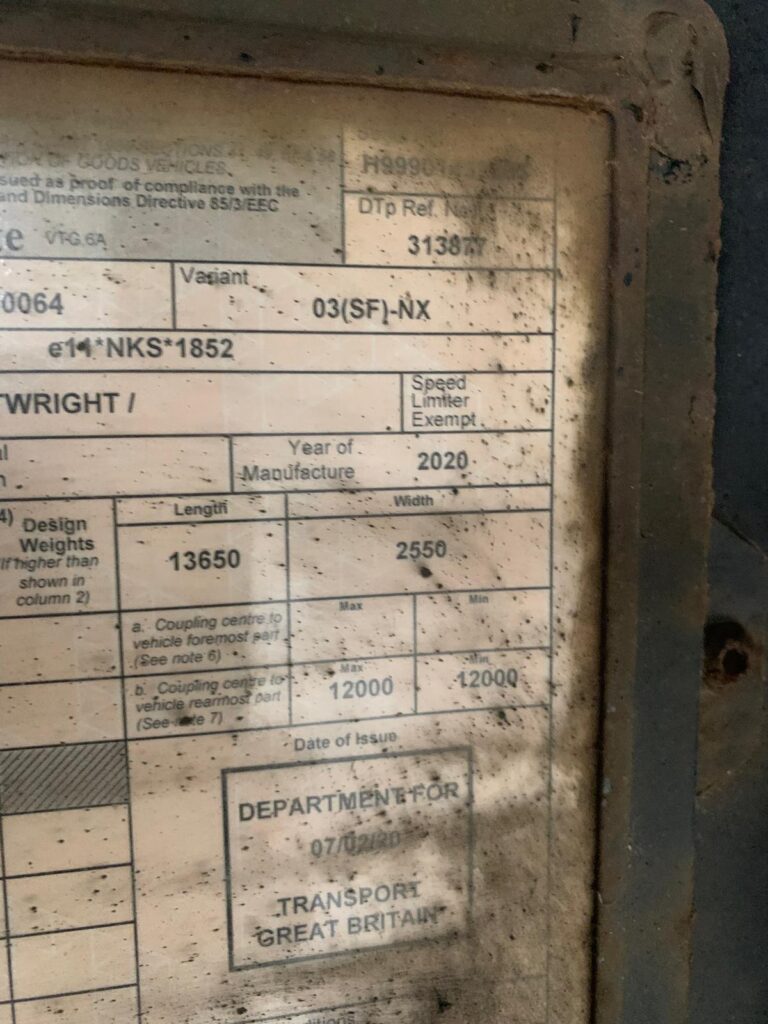 TION OF GOODS VEHICLES.
sued as proof of compliance with the
and Dimensions Directive 85/3/EEC
te VTG 6A
DTp Ref.
313877
0064
Variant
03(SF)-NX
e11*NKS*1852
TWRIGHT /
Speed
Limiter
Exempt
Year of
Manufacture
2020
4) Design
Weights
(if higher than
shown in
column 2)
Length
Width
13650
2550
a. Coupling centre to
vehicle foremost part
(See note 6)
Max
Min
b. Coupling centre to
vehicle rearmost part
(See note 7)
Max
12000
Min
12000
Date of Issue
DEPARTMENT FOR
07/02/20
TRANSPORT
GREAT BRITAIN